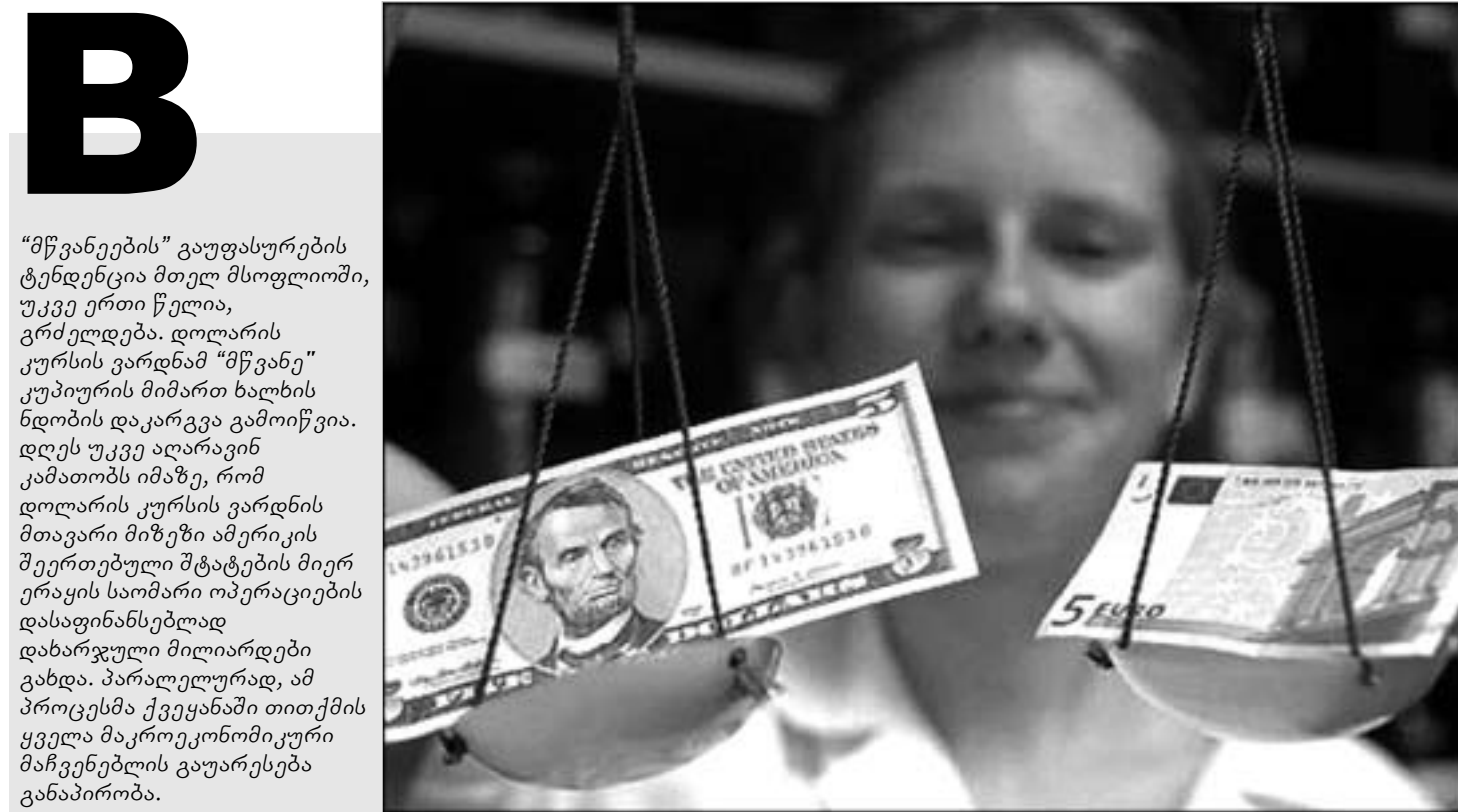 B
“მწვანეების” გაუფასურების
ტენდენცია მთელ მსოფლიოში,
უკვე ერთი წელია,
გრძელდება. დოლარის
კურსის ვარდნამ “მწვანე”
კუპიურის მიმართ ხალხის
ნდობის დაკარგვა გამოიწვია.
დღეს უკვე აღარავინ
კამათობს იმაზე, რომ
დოლარის კურსის ვარდნის
მთავარი მიზეზი ამერიკის
შეერთებული შტატების მიერ
ერაყის საომარი ოპერაციების
დასაფინანსებლად
დახარჯული მილიარდები
გახდა. პარალელურად, ამ
პროცესმა ქვეყანაში თითქმის
ყველა მაკროეკონომიკური
მაჩვენებლის გაუარესება
განაპირობა.
5
THE UNITED STATES
OF AMERICA
5
5 EURO